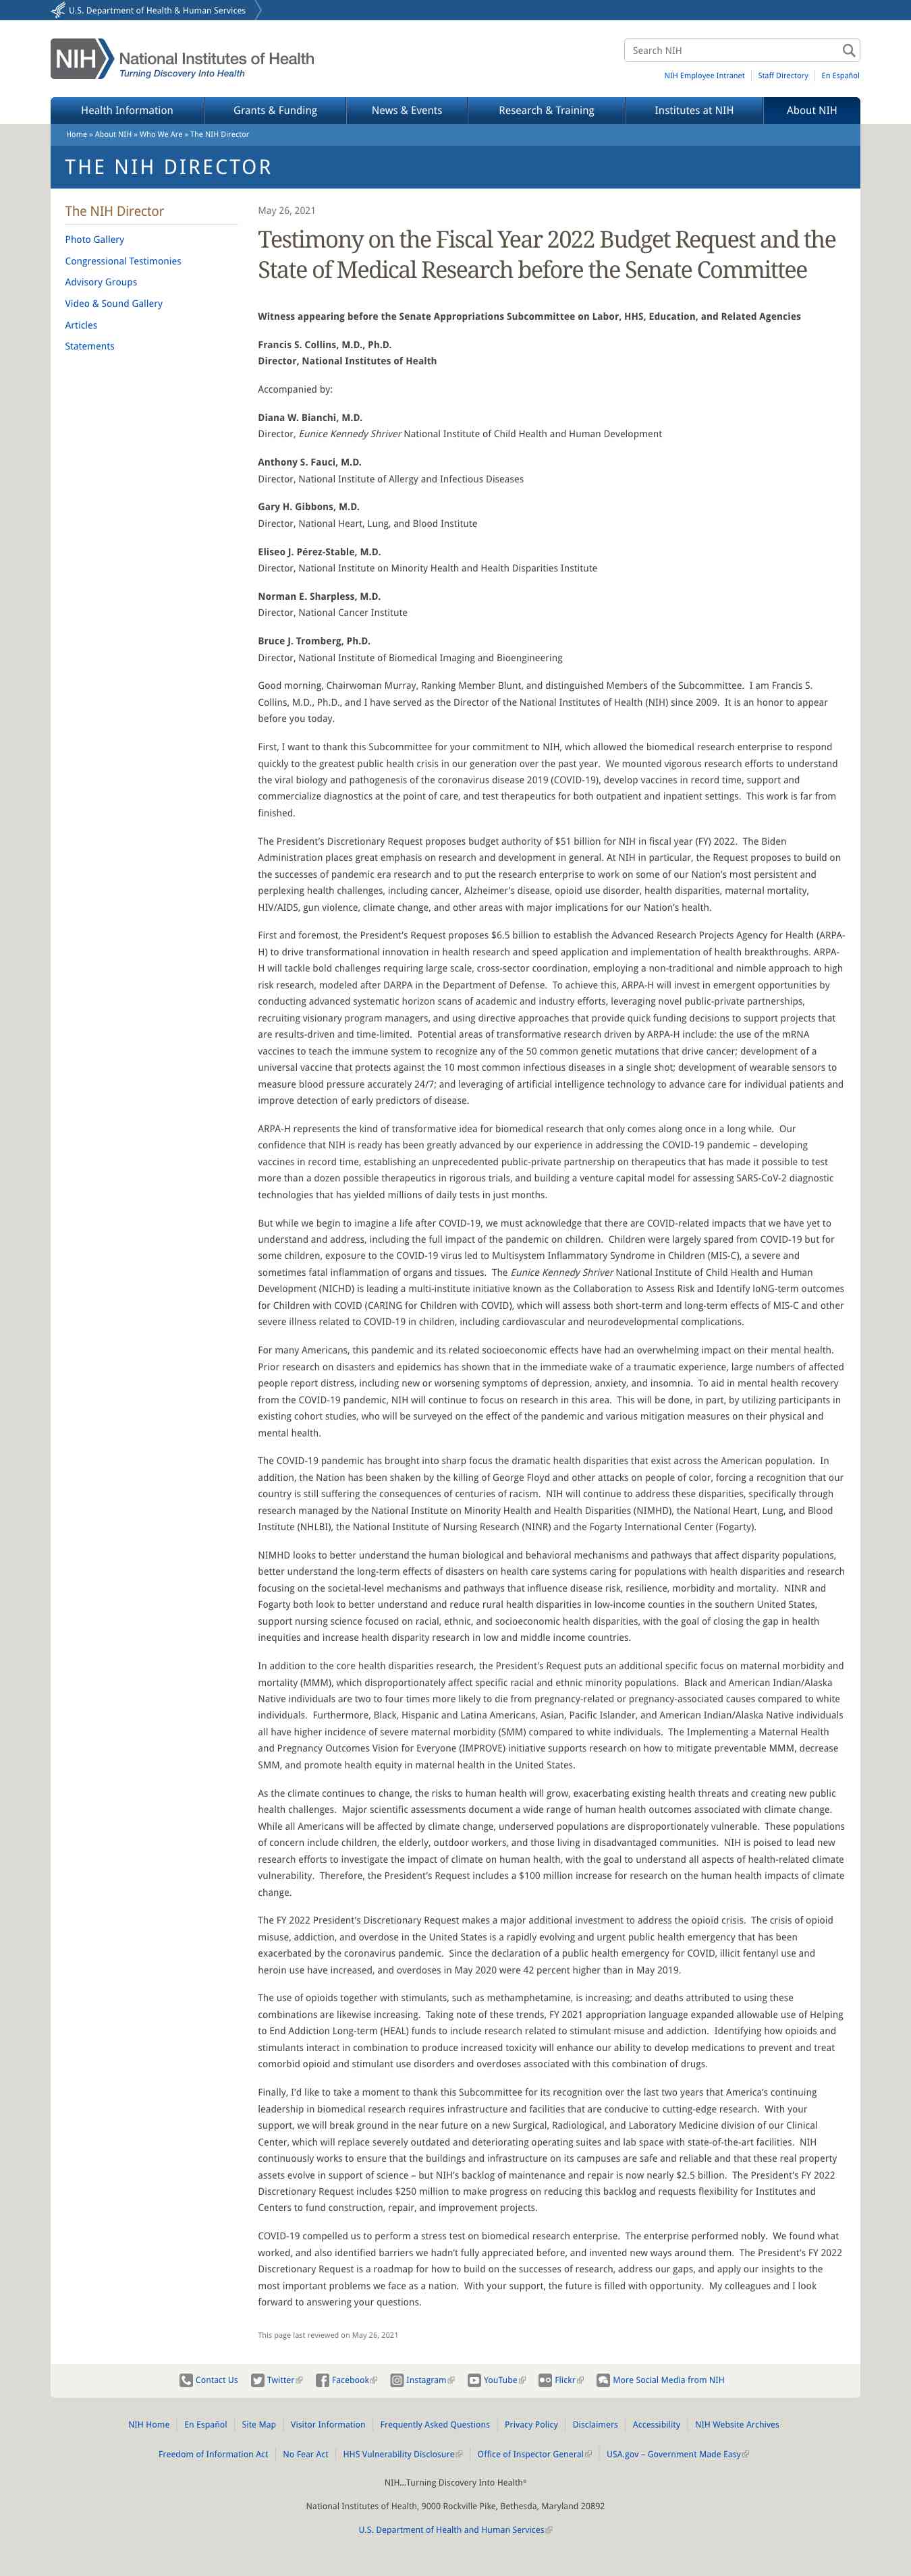 U.S. Department of Health & Human Services
NIH National Institutes of Health
Turning Discovery Into Health
Search NIH
NIH Employee Intranet Staff Directory En Español
Health Information Grants & Funding News & Events Research & Training Institutes at NIH About NIH
Home » About NIH » Who We Are » The NIH Director
THE NIH DIRECTOR
The NIH Director
Photo Gallery
Congressional Testimonies
Advisory Groups
Video & Sound Gallery
Articles
Statements
May 26, 2021
Testimony on the Fiscal Year 2022 Budget Request and the
State of Medical Research before the Senate Committee
Witness appearing before the Senate Appropriations Subcommittee on Labor, HHS, Education, and Related Agencies
Francis S. Collins, M.D., Ph.D.
Director, National Institutes of Health
Accompanied by:
Diana W. Bianchi, M.D.
Director, Eunice Kennedy Shriver National Institute of Child Health and Human Development
Anthony S. Fauci, M.D.
Director, National Institute of Allergy and Infectious Diseases
Gary H. Gibbons, M.D.
Director, National Heart, Lung, and Blood Institute
Eliseo J. Pérez-Stable, M.D.
Director, National Institute on Minority Health and Health Disparities Institute
Norman E. Sharpless, M.D.
Director, National Cancer Institute
Bruce J. Tromberg, Ph.D.
Director, National Institute of Biomedical Imaging and Bioengineering
Good morning, Chairwoman Murray, Ranking Member Blunt, and distinguished Members of the Subcommittee. I am Francis S.
Collins, M.D., Ph.D., and I have served as the Director of the National Institutes of Health (NIH) since 2009. It is an honor to appear
before you today.
First, I want to thank this Subcommittee for your commitment to NIH, which allowed the biomedical research enterprise to respond
quickly to the greatest public health crisis in our generation over the past year. We mounted vigorous research efforts to understand
the viral biology and pathogenesis of the coronavirus disease 2019 (COVID-19), develop vaccines in record time, support and
commercialize diagnostics at the point of care, and test therapeutics for both outpatient and inpatient settings. This work is far from
finished.
The President's Discretionary Request proposes budget authority of $51 billion for NIH in fiscal year (FY) 2022. The Biden
Administration places great emphasis on research and development in general. At NIH in particular, the Request proposes to build on
the successes of pandemic era research and to put the research enterprise to work on some of our Nation's most persistent and
perplexing health challenges, including cancer, Alzheimer's disease, opioid use disorder, health disparities, maternal mortality,
HIV/AIDS, gun violence, climate change, and other areas with major implications for our Nation's health.
First and foremost, the President's Request proposes $6.5 billion to establish the Advanced Research Projects Agency for Health (ARPA-
H) to drive transformational innovation in health research and speed application and implementation of health breakthroughs. ARPA-
H will tackle bold challenges requiring large scale, cross-sector coordination, employing a non-traditional and nimble approach to high
risk research, modeled after DARPA in the Department of Defense. To achieve this, ARPA-H will invest in emergent opportunities by
conducting advanced systematic horizon scans of academic and industry efforts, leveraging novel public-private partnerships,
recruiting visionary program managers, and using directive approaches that provide quick funding decisions to support projects that
are results-driven and time-limited. Potential areas of transformative research driven by ARPA-H include: the use of the mRNA
vaccines to teach the immune system to recognize any of the 50 common genetic mutations that drive cancer; development of a
universal vaccine that protects against the 10 most common infectious diseases in a single shot; development of wearable sensors to
measure blood pressure accurately 24/7; and leveraging of artificial intelligence technology to advance care for individual patients and
improve detection of early predictors of disease.
ARPA-H represents the kind of transformative idea for biomedical research that only comes along once in a long while. Our
confidence that NIH is ready has been greatly advanced by our experience in addressing the COVID-19 pandemic – developing
vaccines in record time, establishing an unprecedented public-private partnership on therapeutics that has made it possible to test
more than a dozen possible therapeutics in rigorous trials, and building a venture capital model for assessing SARS-CoV-2 diagnostic
technologies that has yielded millions of daily tests in just months.
But while we begin to imagine a life after COVID-19, we must acknowledge that there are COVID-related impacts that we have yet to
understand and address, including the full impact of the pandemic on children. Children were largely spared from COVID-19 but for
some children, exposure to the COVID-19 virus led to Multisystem Inflammatory Syndrome in Children (MIS-C), a severe and
sometimes fatal inflammation of organs and tissues. The Eunice Kennedy Shriver National Institute of Child Health and Human
Development (NICHD) is leading a multi-institute initiative known as the Collaboration to Assess Risk and Identify loNG-term outcomes
for Children with COVID (CARING for Children with COVID), which will assess both short-term and long-term effects of MIS-C and other
severe illness related to COVID-19 in children, including cardiovascular and neurodevelopmental complications.
For many Americans, this pandemic and its related socioeconomic effects have had an overwhelming impact on their mental health.
Prior research on disasters and epidemics has shown that in the immediate wake of a traumatic experience, large numbers of affected
people report distress, including new or worsening symptoms of depression, anxiety, and insomnia. To aid in mental health recovery
from the COVID-19 pandemic, NIH will continue to focus on research in this area. This will be done, in part, by utilizing participants in
existing cohort studies, who will be surveyed on the effect of the pandemic and various mitigation measures on their physical and
mental health.
The COVID-19 pandemic has brought into sharp focus the dramatic health disparities that exist across the American population. In
addition, the Nation has been shaken by the killing of George Floyd and other attacks on people of color, forcing a recognition that our
country is still suffering the consequences of centuries of racism. NIH will continue to address these disparities, specifically through
research managed by the National Institute on Minority Health and Health Disparities (NIMHD), the National Heart, Lung, and Blood
Institute (NHLBI), the National Institute of Nursing Research (NINR) and the Fogarty International Center (Fogarty).
NIMHD looks to better understand the human biological and behavioral mechanisms and pathways that affect disparity populations,
better understand the long-term effects of disasters on health care systems caring for populations with health disparities and research
focusing on the societal-level mechanisms and pathways that influence disease risk, resilience, morbidity and mortality. NINR and
Fogarty both look to better understand and reduce rural health disparities in low-income counties in the southern United States,
support nursing science focused on racial, ethnic, and socioeconomic health disparities, with the goal of closing the gap in health
inequities and increase health disparity research in low and middle income countries.
In addition to the core health disparities research, the President's Request puts an additional specific focus on maternal morbidity and
mortality (MMM), which disproportionately affect specific racial and ethnic minority populations. Black and American Indian/Alaska
Native individuals are two to four times more likely to die from pregnancy-related or pregnancy-associated causes compared to white
individuals. Furthermore, Black, Hispanic and Latina Americans, Asian, Pacific Islander, and American Indian/Alaska Native individuals
all have higher incidence of severe maternal morbidity (SMM) compared to white individuals. The Implementing a Maternal Health
and Pregnancy Outcomes Vision for Everyone (IMPROVE) initiative supports research on how to mitigate preventable MMM, decrease
SMM, and promote health equity in maternal health in the United States.
As the climate continues to change, the risks to human health will grow, exacerbating existing health threats and creating new public
health challenges. Major scientific assessments document a wide range of human health outcomes associated with climate change.
While all Americans will be affected by climate change, underserved populations are disproportionately vulnerable. These populations
of concern include children, the elderly, outdoor workers, and those living in disadvantaged communities. NIH is poised to lead new
research efforts to investigate the impact of climate on human health, with the goal to understand all aspects of health-related climate
vulnerability. Therefore, the President's Request includes a $100 million increase for research on the human health impacts of climate
change.
The FY 2022 President's Discretionary Request makes a major additional investment to address the opioid crisis. The crisis of opioid
misuse, addiction, and overdose in the United States is a rapidly evolving and urgent public health emergency that has been
exacerbated by the coronavirus pandemic. Since the declaration of a public health emergency for COVID, illicit fentanyl use and
heroin use have increased, and overdoses in May 2020 were 42 percent higher than in May 2019.
The use of opioids together with stimulants, such as methamphetamine, is increasing; and deaths attributed to using these
combinations are likewise increasing. Taking note of these trends, FY 2021 appropriation language expanded allowable use of Helping
to End Addiction Long-term (HEAL) funds to include research related to stimulant misuse and addiction. Identifying how opioids and
stimulants interact in combination to produce increased toxicity will enhance our ability to develop medications to prevent and treat
comorbid opioid and stimulant use disorders and overdoses associated with this combination of drugs.
Finally, I'd like to take a moment to thank this Subcommittee for its recognition over the last two years that America's continuing
leadership in biomedical research requires infrastructure and facilities that are conducive to cutting-edge research. With your
support, we will break ground in the near future on a new Surgical, Radiological, and Laboratory Medicine division of our Clinical
Center, which will replace severely outdated and deteriorating operating suites and lab space with state-of-the-art facilities. NIH
continuously works to ensure that the buildings and infrastructure on its campuses are safe and reliable and that these real property
assets evolve in support of science – but NIH's backlog of maintenance and repair is now nearly $2.5 billion. The President's FY 2022
Discretionary Request includes $250 million to make progress on reducing this backlog and requests flexibility for Institutes and
Centers to fund construction, repair, and improvement projects.
COVID-19 compelled us to perform a stress test on biomedical research enterprise. The enterprise performed nobly. We found what
worked, and also identified barriers we hadn't fully appreciated before, and invented new ways around them. The President's FY 2022
Discretionary Request is a roadmap for how to build on the successes of research, address our gaps, and apply our insights to the
most important problems we face as a nation. With your support, the future is filled with opportunity. My colleagues and I look
forward to answering your questions.
This page last reviewed on May 26, 2021
Contact Us Twitter Facebook Instagram YouTube Flickr More Social Media from NIH
NIH Home En Español Site Map Visitor Information Frequently Asked Questions Privacy Policy Disclaimers Accessibility NIH Website Archives
Freedom of Information Act No Fear Act HHS Vulnerability Disclosure Office of Inspector General USA.gov – Government Made Easy
NIH...Turning Discovery Into Health®
National Institutes of Health, 9000 Rockville Pike, Bethesda, Maryland 20892
U.S. Department of Health and Human Services